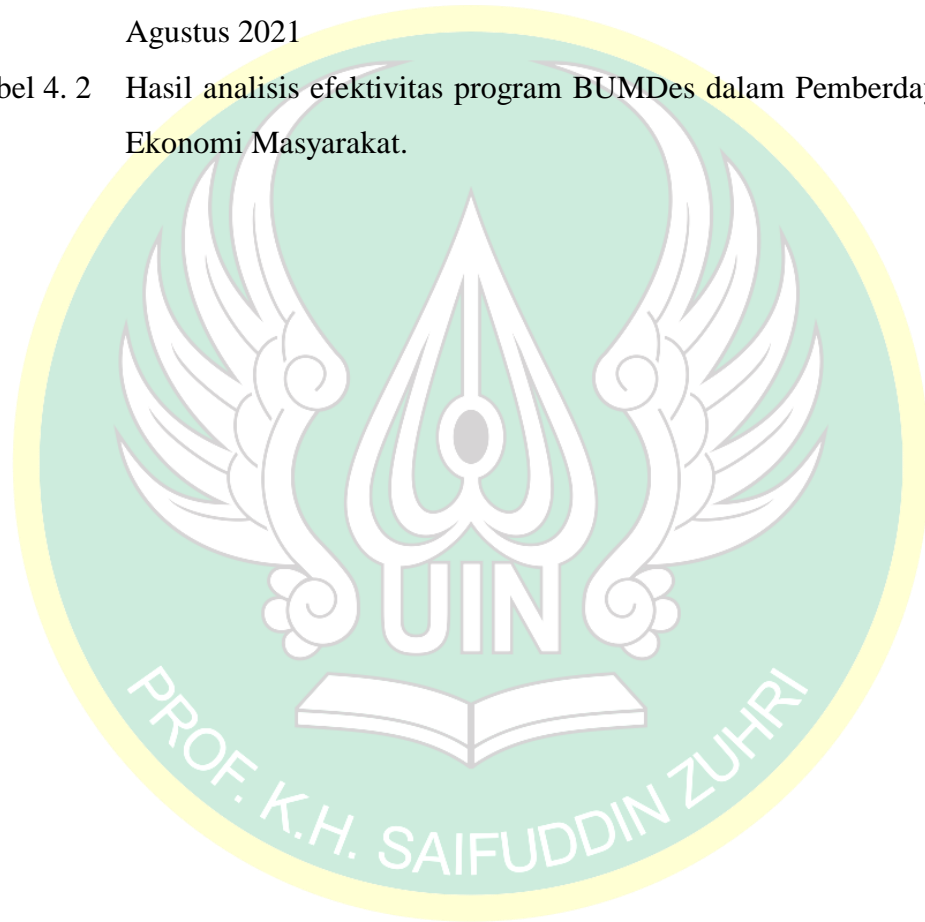 Agustus 2021
bel 4. 2 Hasil analisis efektivitas program BUMDes dalam Pemberda
Ekonomi Masyarakat.
UIN
PROF. K.H. SAIFUDDIN ZUHRI